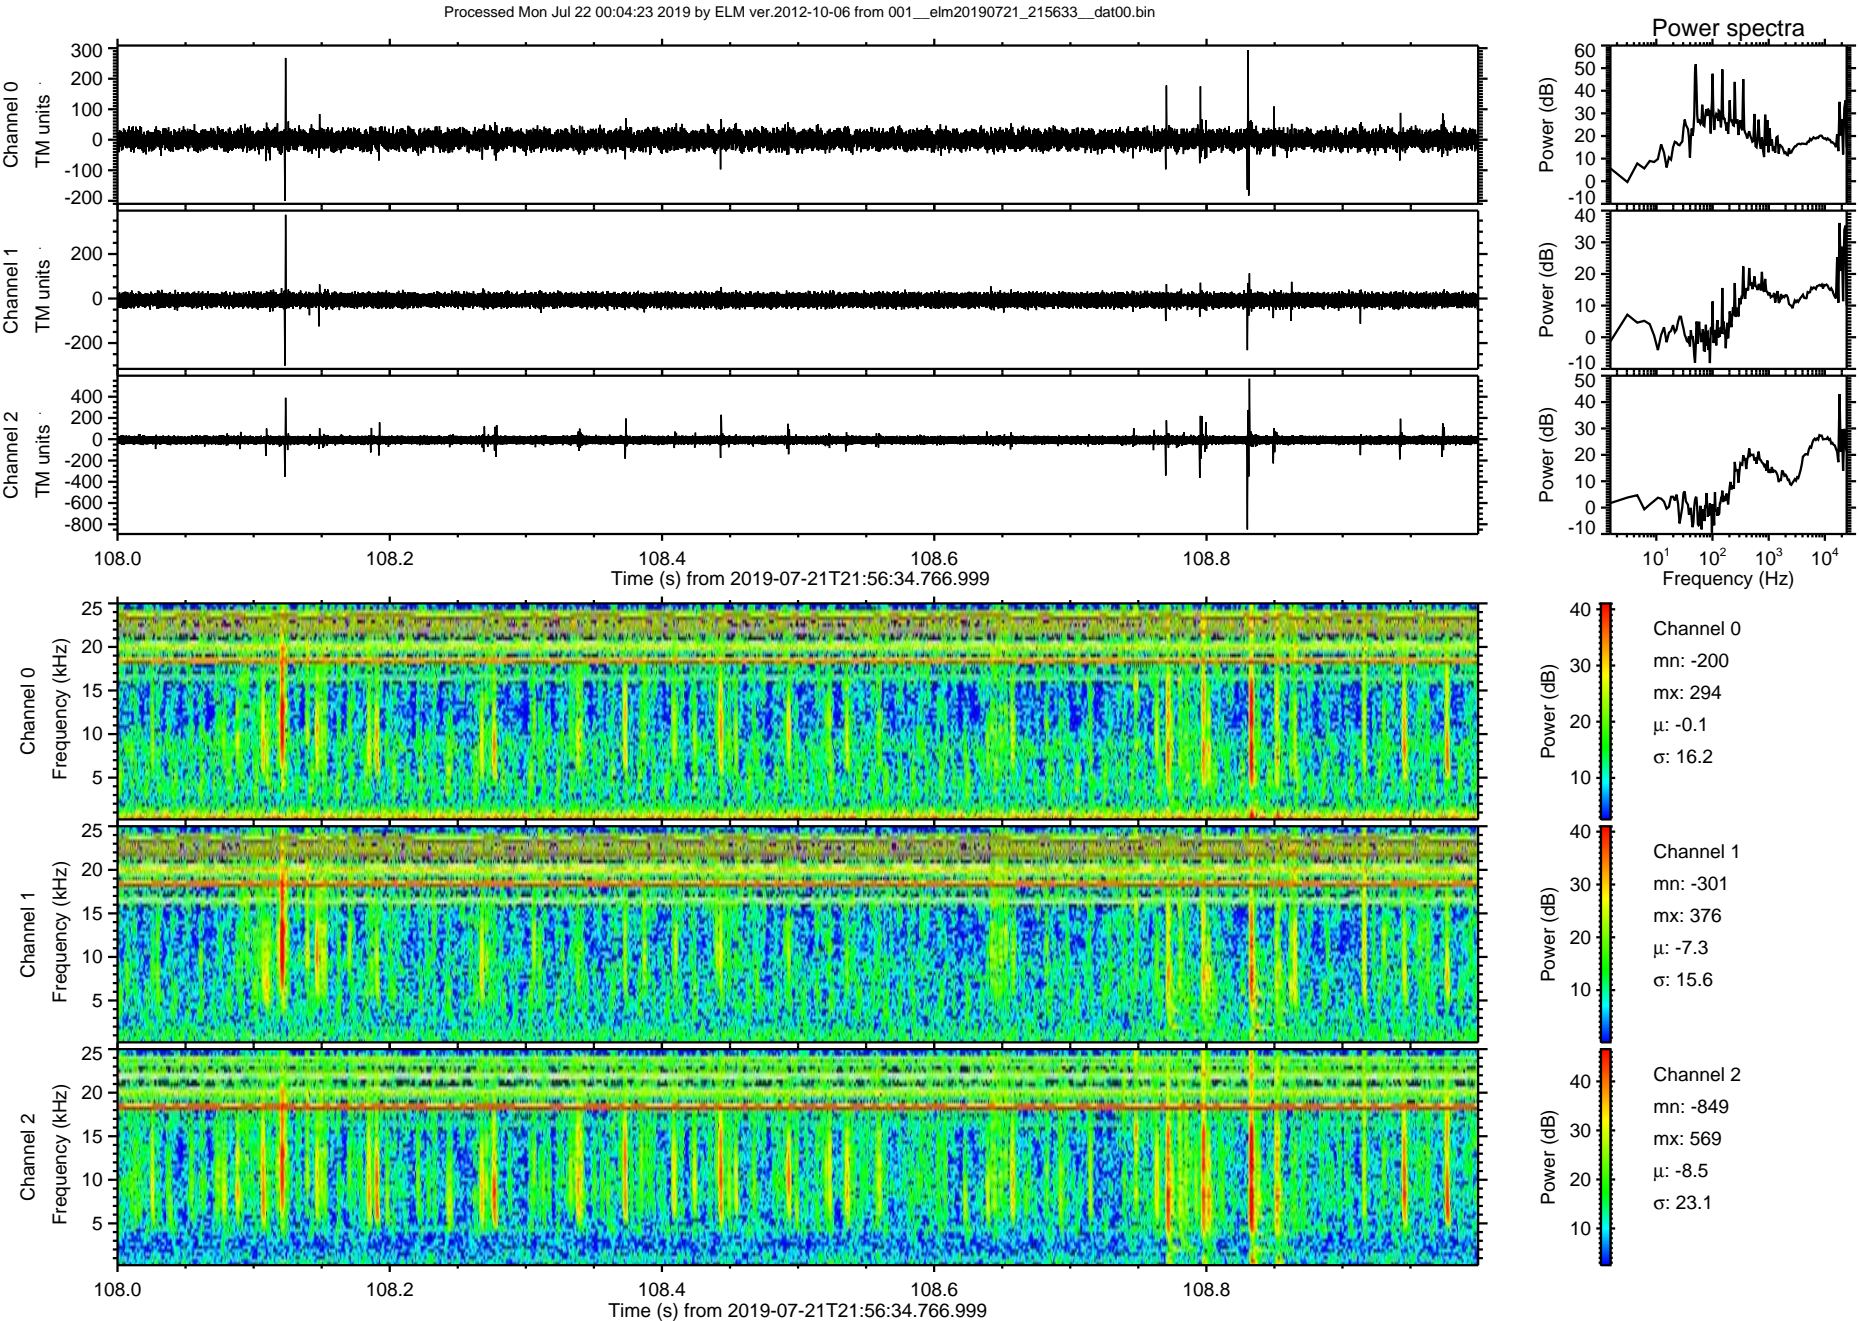 Processed Mon Jul 22 00:04:23 2019 by ELM ver.2012-10-06 from 001__elm20190721_215633__dat00.bin
Power spectra
Channel 0
TM units
300
200
100
0
-100
-200
Power (dB)
60
50
40
30
20
10
0
-10
Channel 1
TM units
200
0
-200
Power (dB)
40
30
20
10
0
-10
Channel 2
TM units
400
200
0
-200
-400
-600
-800
Power (dB)
50
40
30
20
10
0
-10
108.0 108.2 108.4 108.6 108.8
Time (s) from 2019-07-21T21:56:34.766.999
10^1 10^2 10^3 10^4
Frequency (Hz)
Channel 0
Frequency (kHz)
25
20
15
10
5
Power (dB)
40
30
20
10
Channel 0
mn: -200
mx: 294
μ: -0.1
σ: 16.2
Channel 1
Frequency (kHz)
25
20
15
10
5
Power (dB)
40
30
20
10
Channel 1
mn: -301
mx: 376
μ: -7.3
σ: 15.6
Channel 2
Frequency (kHz)
25
20
15
10
5
Power (dB)
40
30
20
10
Channel 2
mn: -849
mx: 569
μ: -8.5
σ: 23.1
108.0 108.2 108.4 108.6 108.8
Time (s) from 2019-07-21T21:56:34.766.999